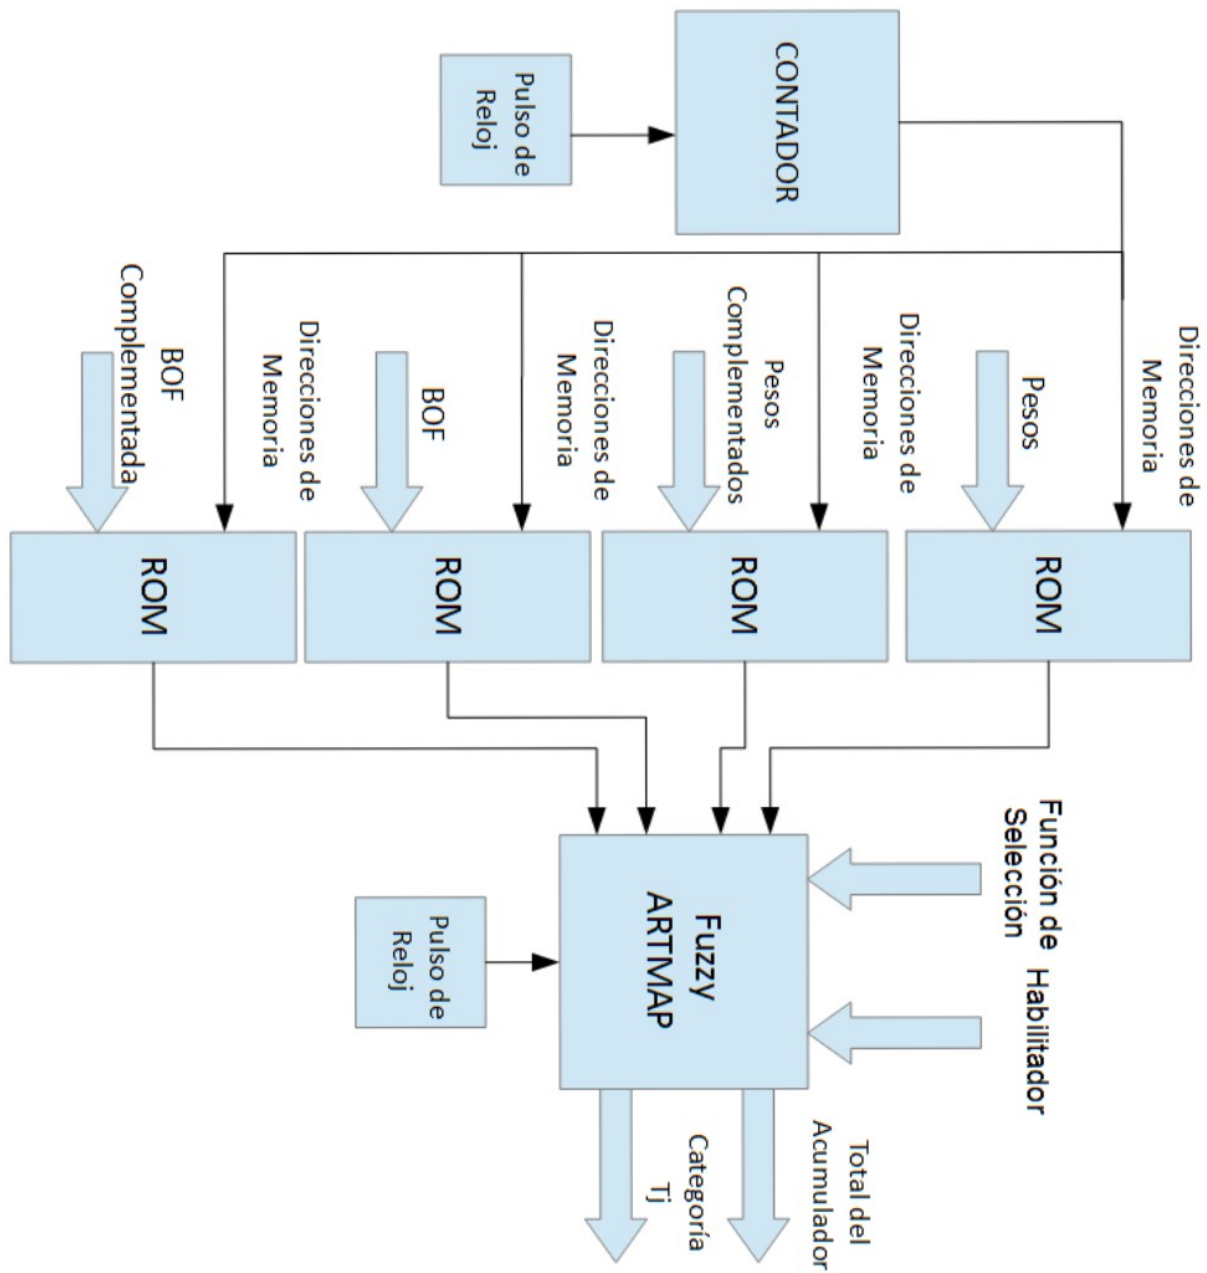 CONTADOR
Pulso de
Reloj
Direcciones de
Memoria
Pesos
ROM
Direcciones de
Memoria
Pesos
Complementados
ROM
Direcciones de
Memoria
BOF
ROM
Direcciones de
Memoria
BOF
Complementada
ROM
Función de
Selección
Habilitador
Fuzzy
ARTMAP
Pulso de
Reloj
Total del
Acumulador
Categoría
Tj